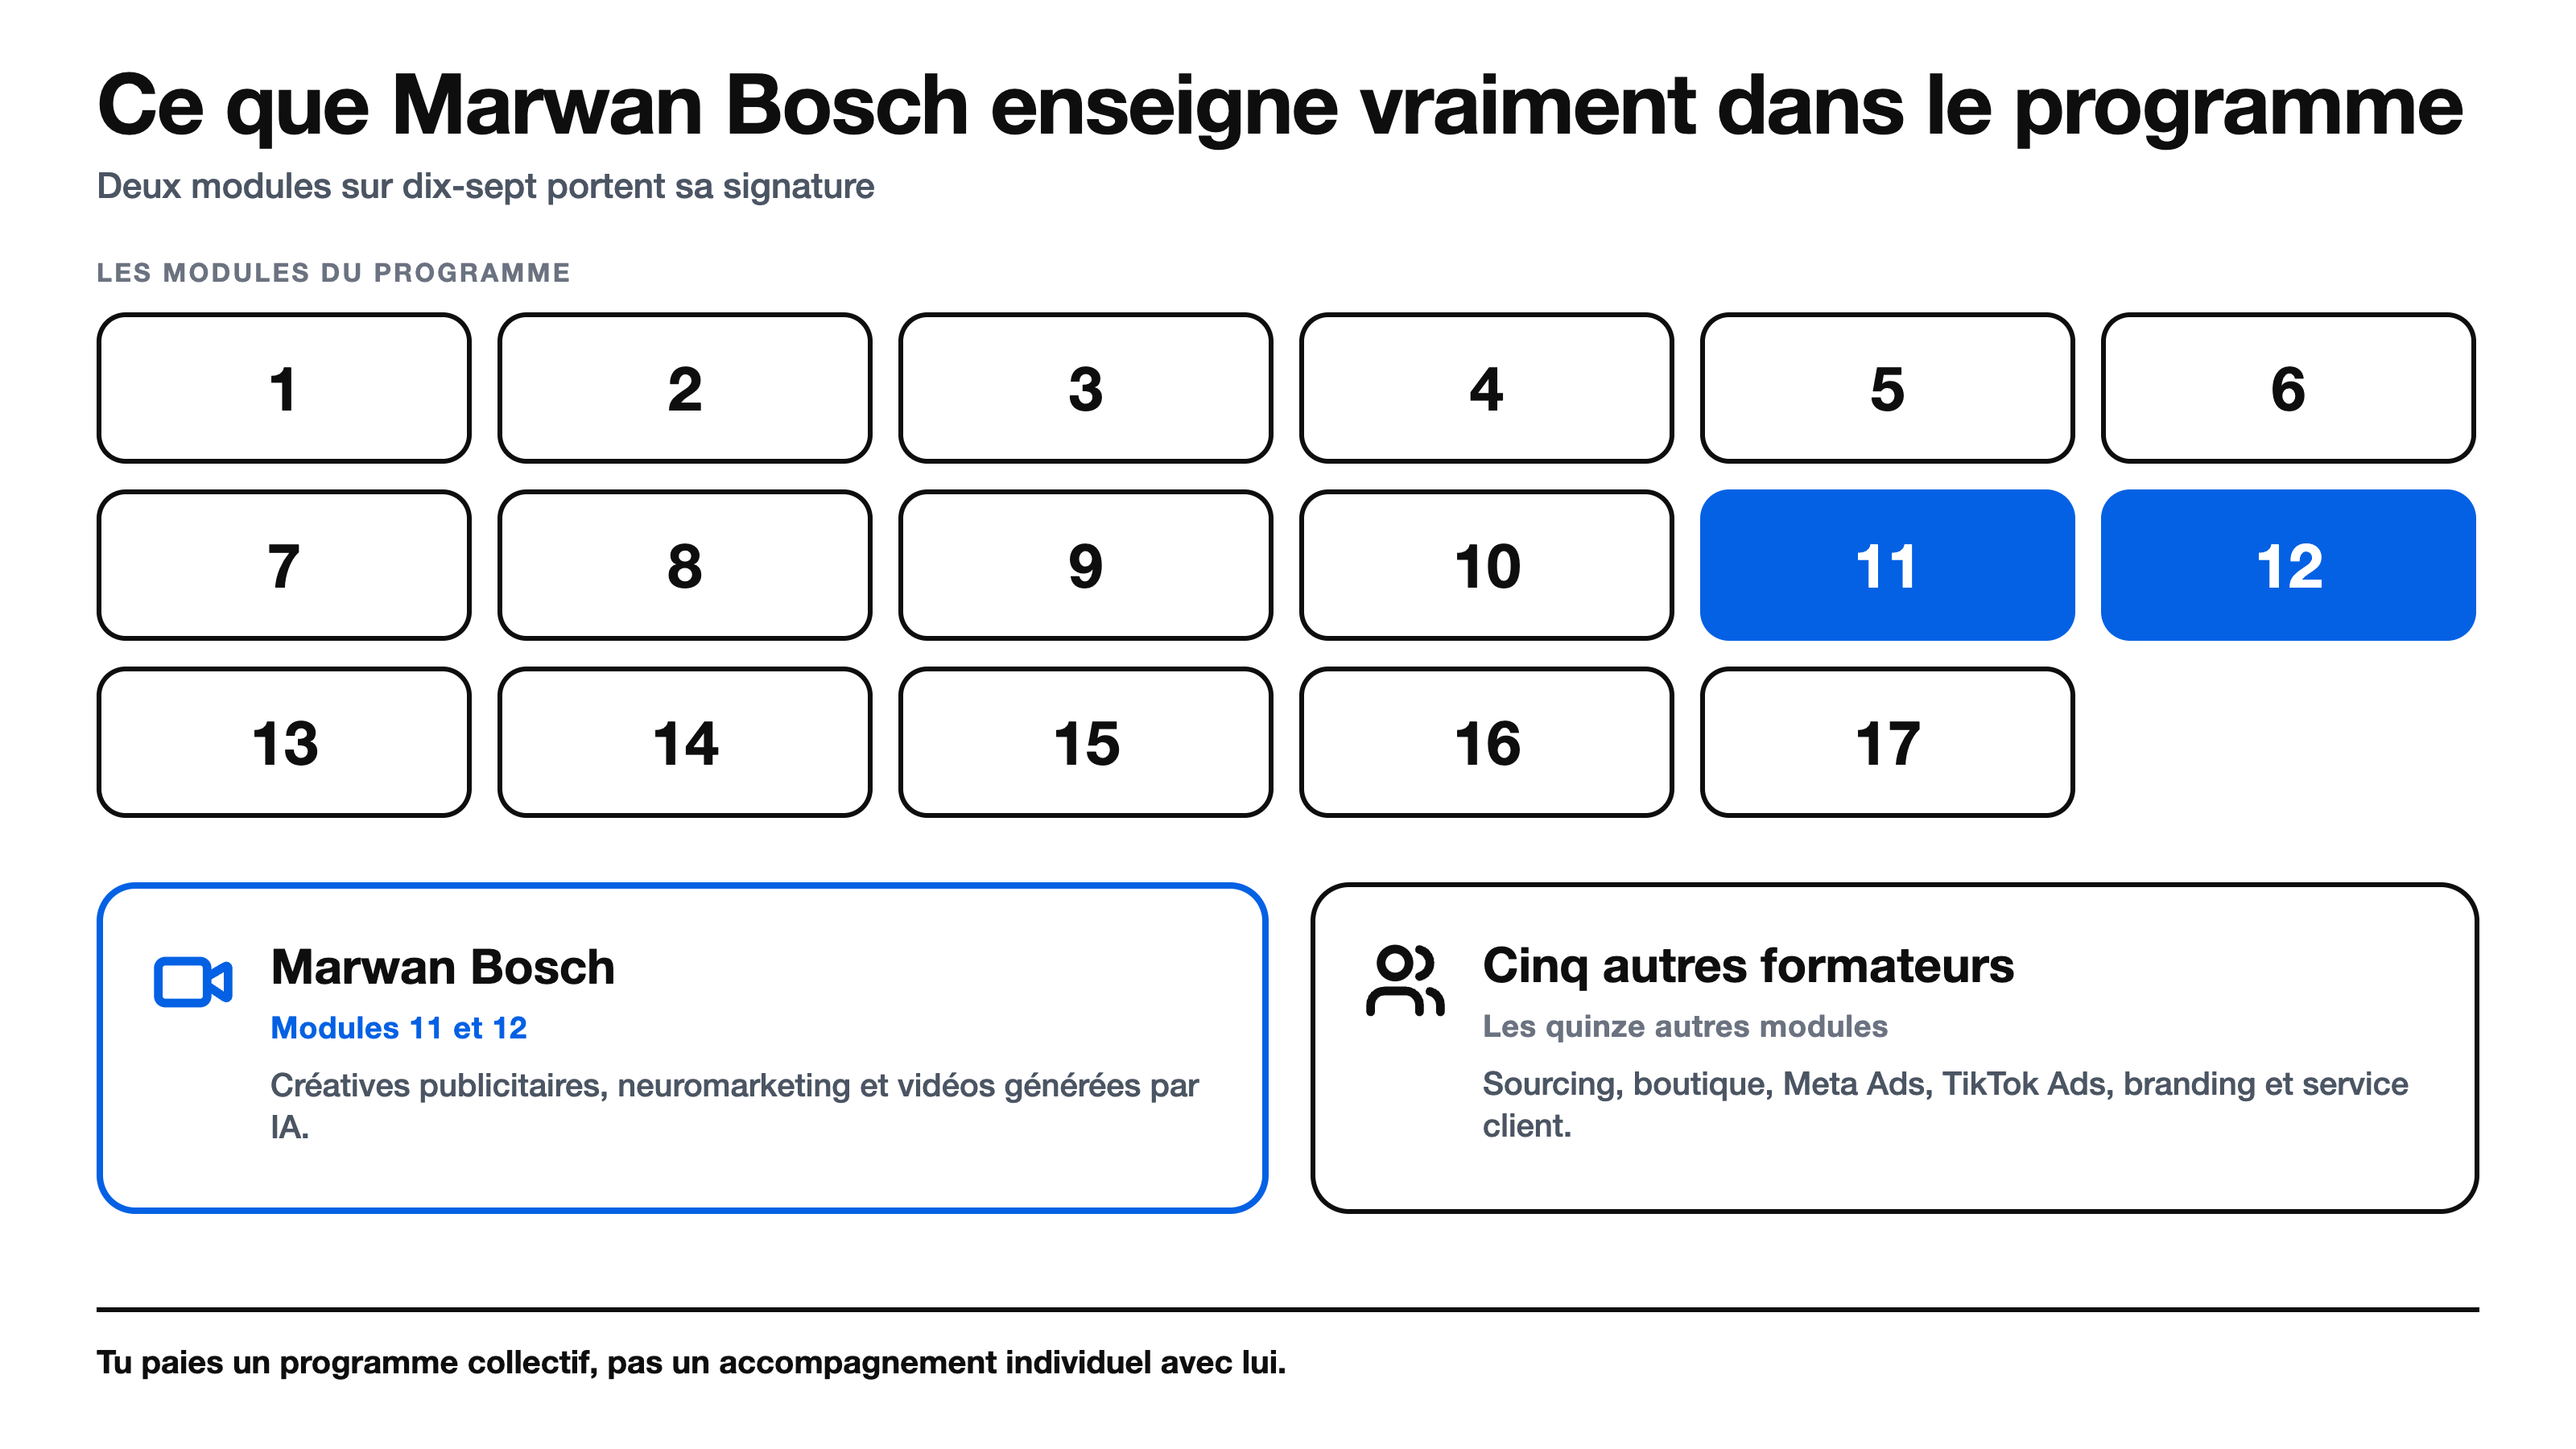 Ce que Marwan Bosch enseigne vraiment dans le programme
Deux modules sur dix-sept portent sa signature
LES MODULES DU PROGRAMME
1
2
3
4
5
6
7
8
9
10
11
12
13
14
15
16
17
Marwan Bosch
Modules 11 et 12
Créatives publicitaires, neuromarketing et vidéos générées par
IA.
Cinq autres formateurs
Les quinze autres modules
Sourcing, boutique, Meta Ads, TikTok Ads, branding et service
client.
Tu paies un programme collectif, pas un accompagnement individuel avec lui.